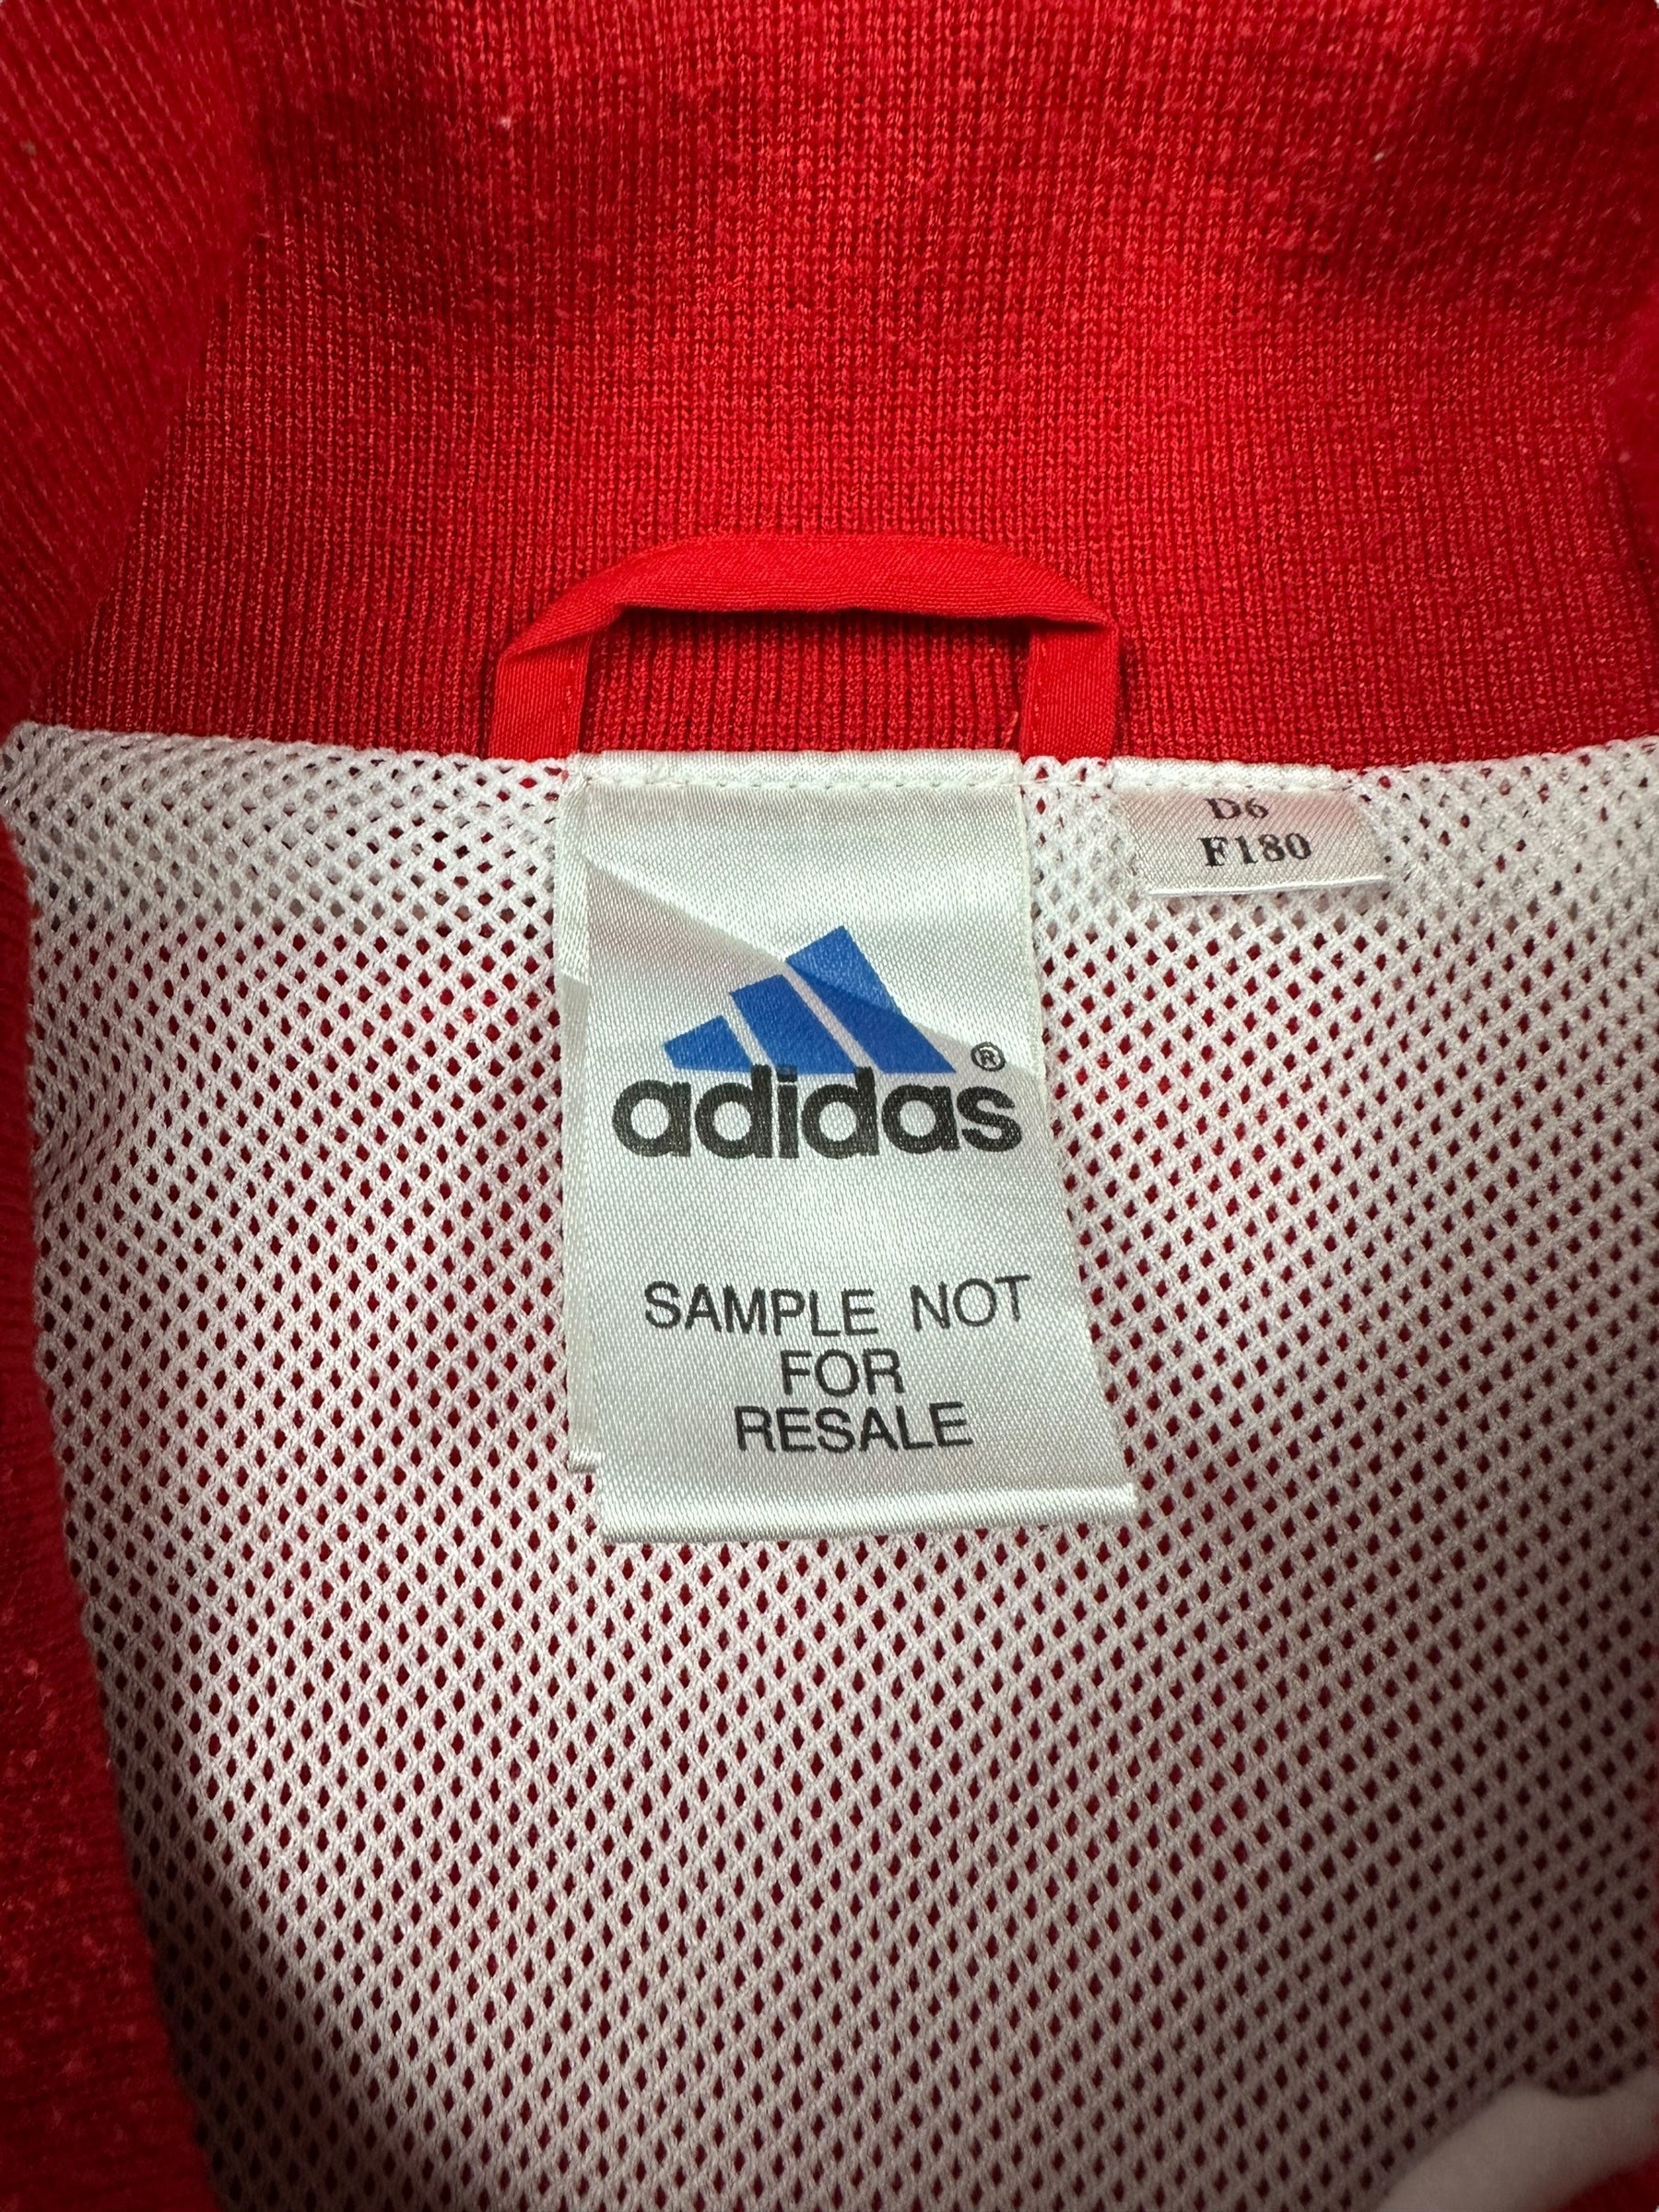 D6
F180
adidas®
SAMPLE NOT
FOR
RESALE